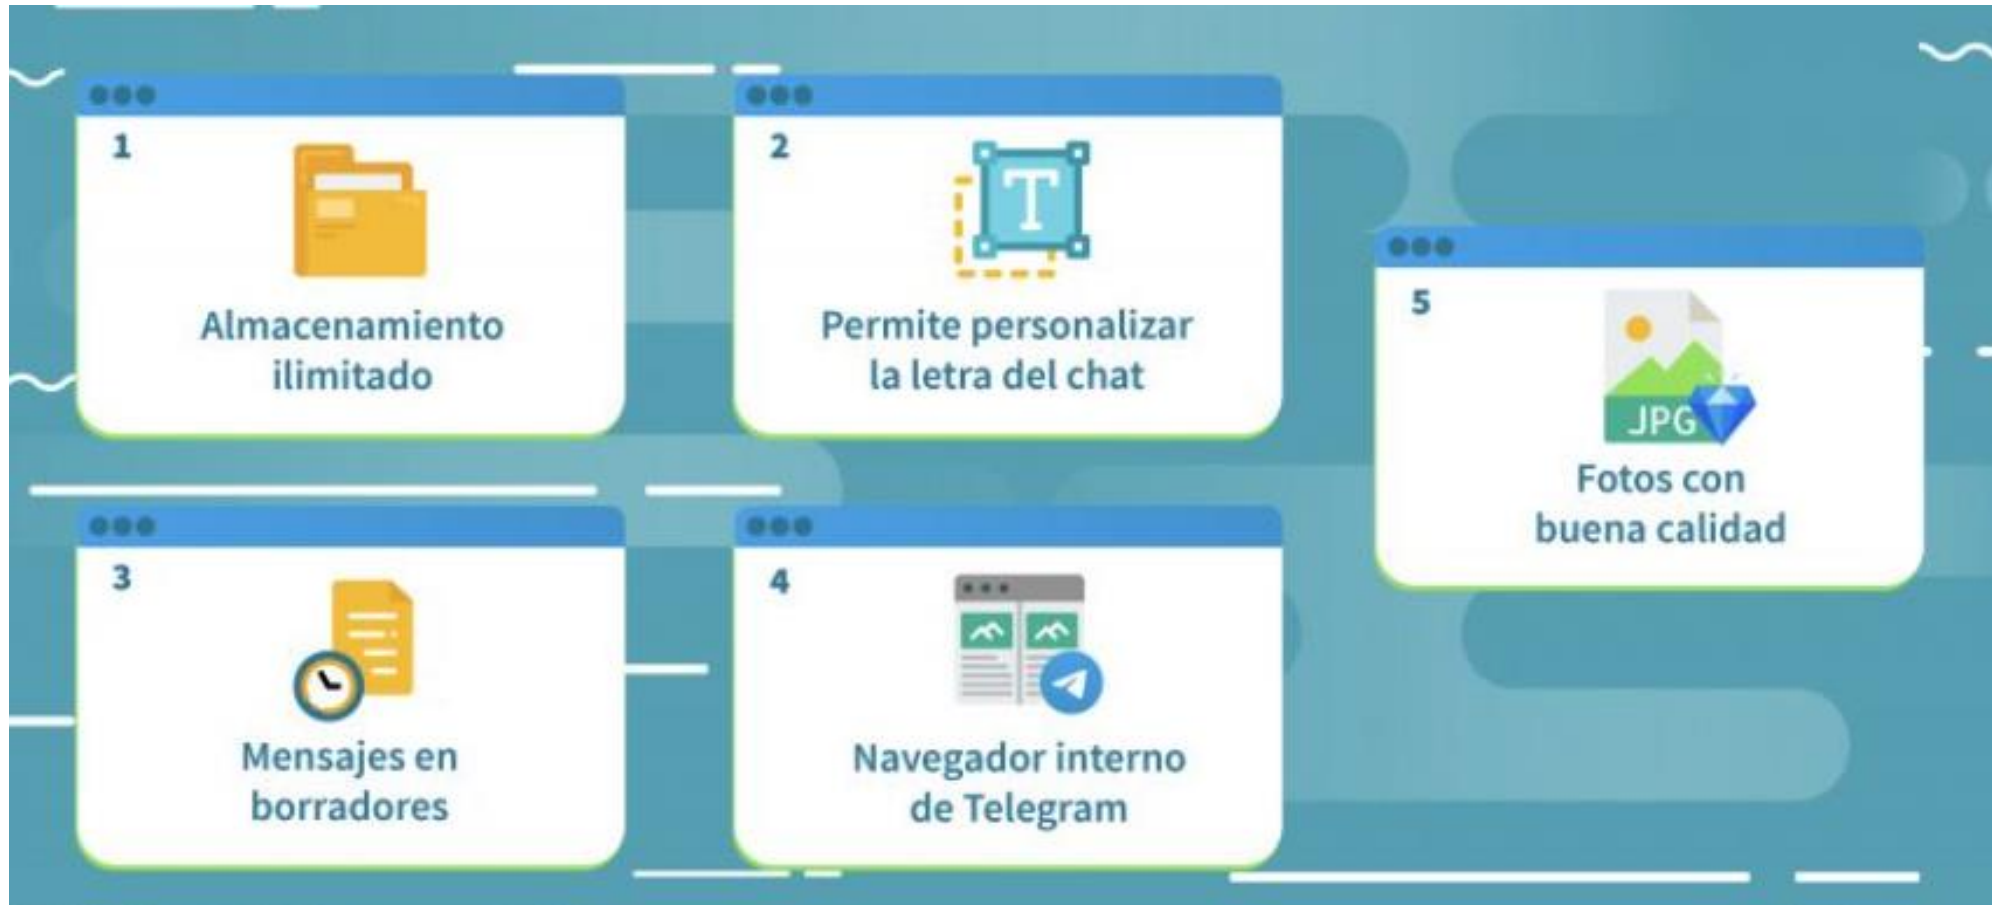 1
Almacenamiento
ilimitado
2
T
Permite personalizar
la letra del chat
3
Mensajes en
borradores
4
Navegador interno
de Telegram
5
JPG
Fotos con
buena calidad